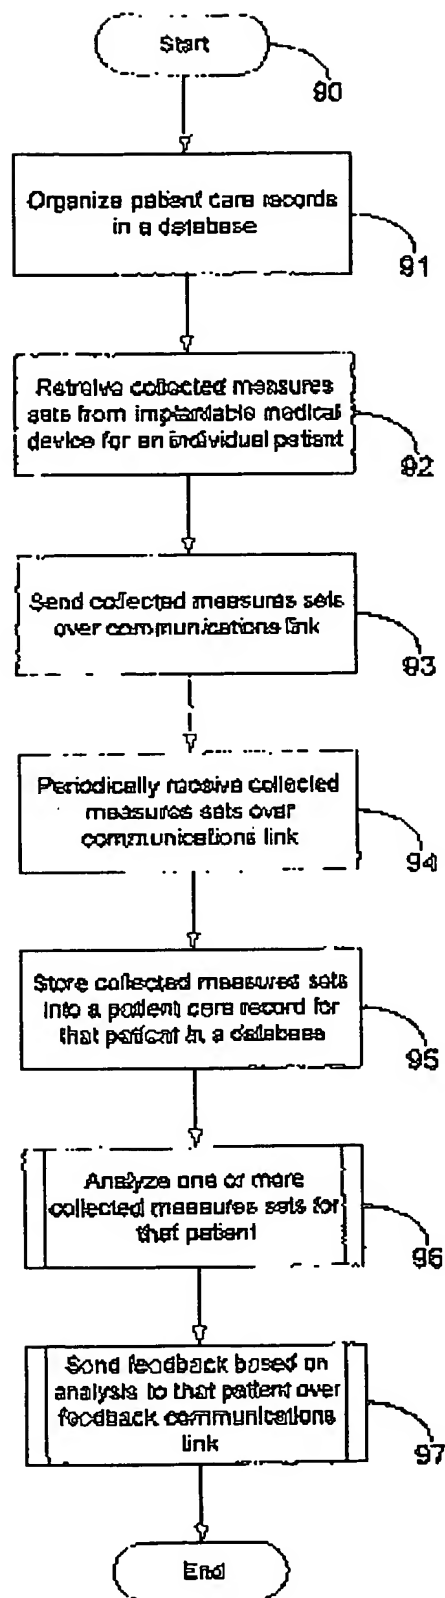 Start
90
Organize patient care records
in a database
91
Retreive collected measures
sets from implantable medical
device for an individual patient
92
Send collected measures sets
over communications link
93
Periodically receive collected
measures sets over
communications link
94
Store collected measures sets
into a patient care record for
that patient in a database
95
Analyze one or more
collected measures sets for
that patient
96
Send feedback based on
analysis to that patient over
feedback communications
link
97
End